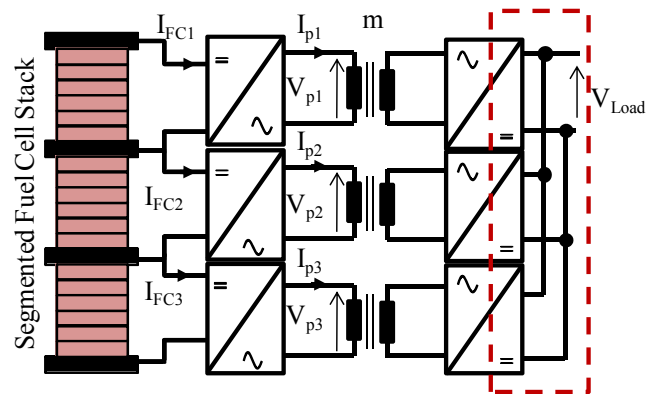 Segmented Fuel Cell Stack
I_FC1
I_p1
m
V_p1
V_Load
I_FC2
I_p2
V_p2
I_FC3
I_p3
V_p3
= ∿
= ∿
= ∿
∿ =
∿ =
∿ =